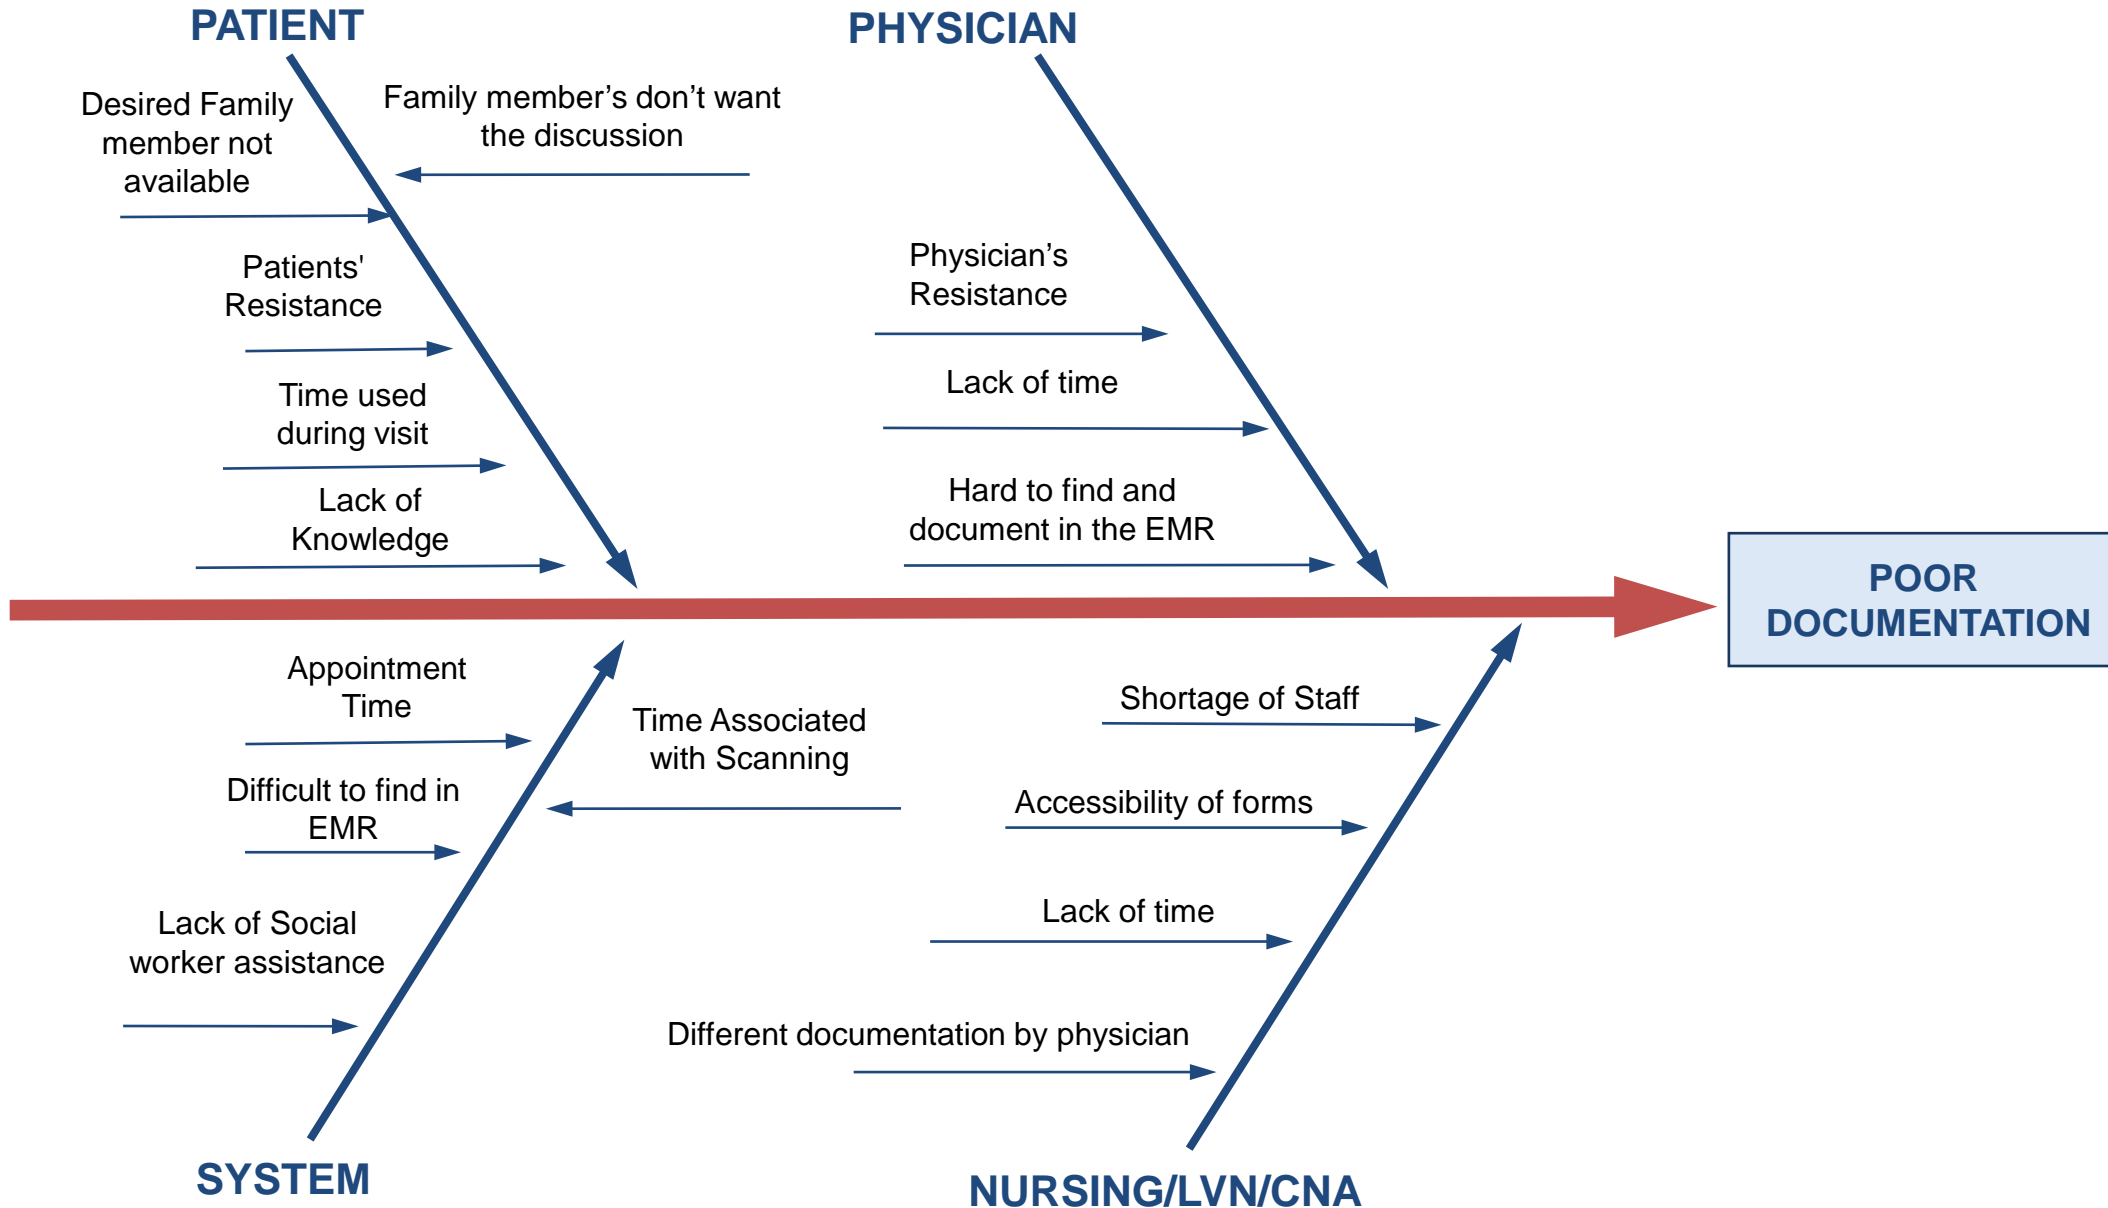 PATIENT
Desired Family
member not
available
Family member’s don’t want
the discussion
Patients'
Resistance
Time used
during visit
Lack of
Knowledge
PHYSICIAN
Physician’s
Resistance
Lack of time
Hard to find and
document in the EMR
POOR
DOCUMENTATION
Appointment
Time
Time Associated
with Scanning
Difficult to find in
EMR
Lack of Social
worker assistance
SYSTEM
Shortage of Staff
Accessibility of forms
Lack of time
Different documentation by physician
NURSING/LVN/CNA